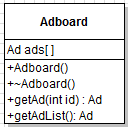 Adboard
Ad ads[ ]
+Adboard()
+~Adboard()
+getAd(int id) : Ad
+getAdList(): Ad